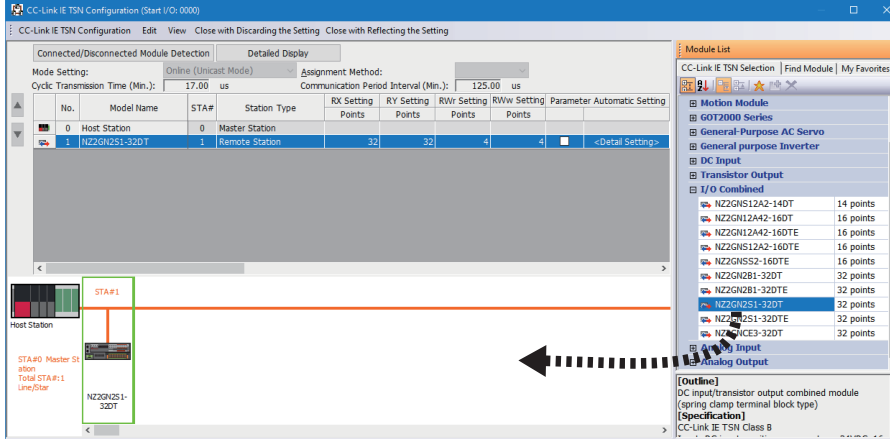 CC-Link IE TSN Configuration (Start I/O: 0000)
CC-Link IE TSN Configuration Edit View Close with Discarding the Setting Close with Reflecting the Setting
Connected/Disconnected Module Detection Detailed Display
Mode Setting: Online (Unicast Mode) Assignment Method:
Cyclic Transmission Time (Min.): 17.00 us Communication Period Interval (Min.): 125.00 us
No. Model Name STA# Station Type RX Setting RY Setting RWr Setting RWw Setting Parameter Automatic Setting
Points Points Points Points
0 Host Station 0 Master Station
1 NZ2GN2S1-32DT 1 Remote Station 32 32 4 4 <Detail Setting>
STA#1
Host Station
STA#0 Master St
ation
Total STA#:1
Line/Star
NZ2GN2S1-
32DT
Module List
CC-Link IE TSN Selection Find Module My Favorites
Motion Module
GOT2000 Series
General-Purpose AC Servo
General purpose Inverter
DC Input
Transistor Output
I/O Combined
NZ2GNS12A2-14DT 14 points
NZ2GN12A42-16DT 16 points
NZ2GN12A42-16DTE 16 points
NZ2GNS12A2-16DTE 16 points
NZ2GNSS2-16DTE 16 points
NZ2GN2B1-32DT 32 points
NZ2GN2B1-32DTE 32 points
NZ2GN2S1-32DT 32 points
NZ2GN2S1-32DTE 32 points
NZ2GNCE3-32DT 32 points
Analog Input
Analog Output
[Outline]
DC input/transistor output combined module
(spring clamp terminal block type)
[Specification]
CC-Link IE TSN Class B